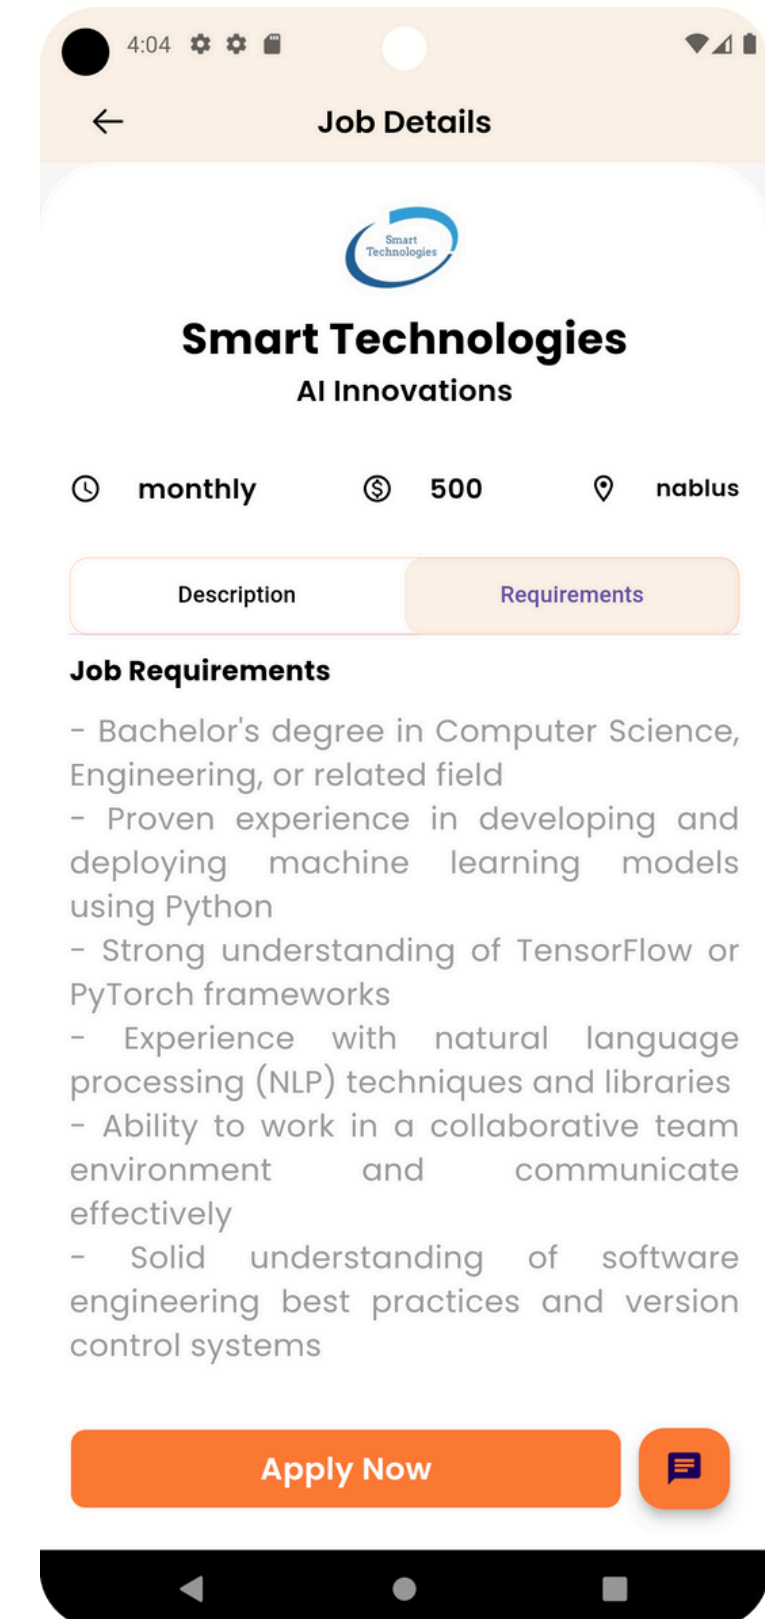 4:04
Job Details
Smart
Technologies
Smart Technologies
AI Innovations
monthly 500 nablus
Description Requirements
Job Requirements
- Bachelor's degree in Computer Science,
Engineering, or related field
- Proven experience in developing and
deploying machine learning models
using Python
- Strong understanding of TensorFlow or
PyTorch frameworks
- Experience with natural language
processing (NLP) techniques and libraries
- Ability to work in a collaborative team
environment and communicate
effectively
- Solid understanding of software
engineering best practices and version
control systems
Apply Now